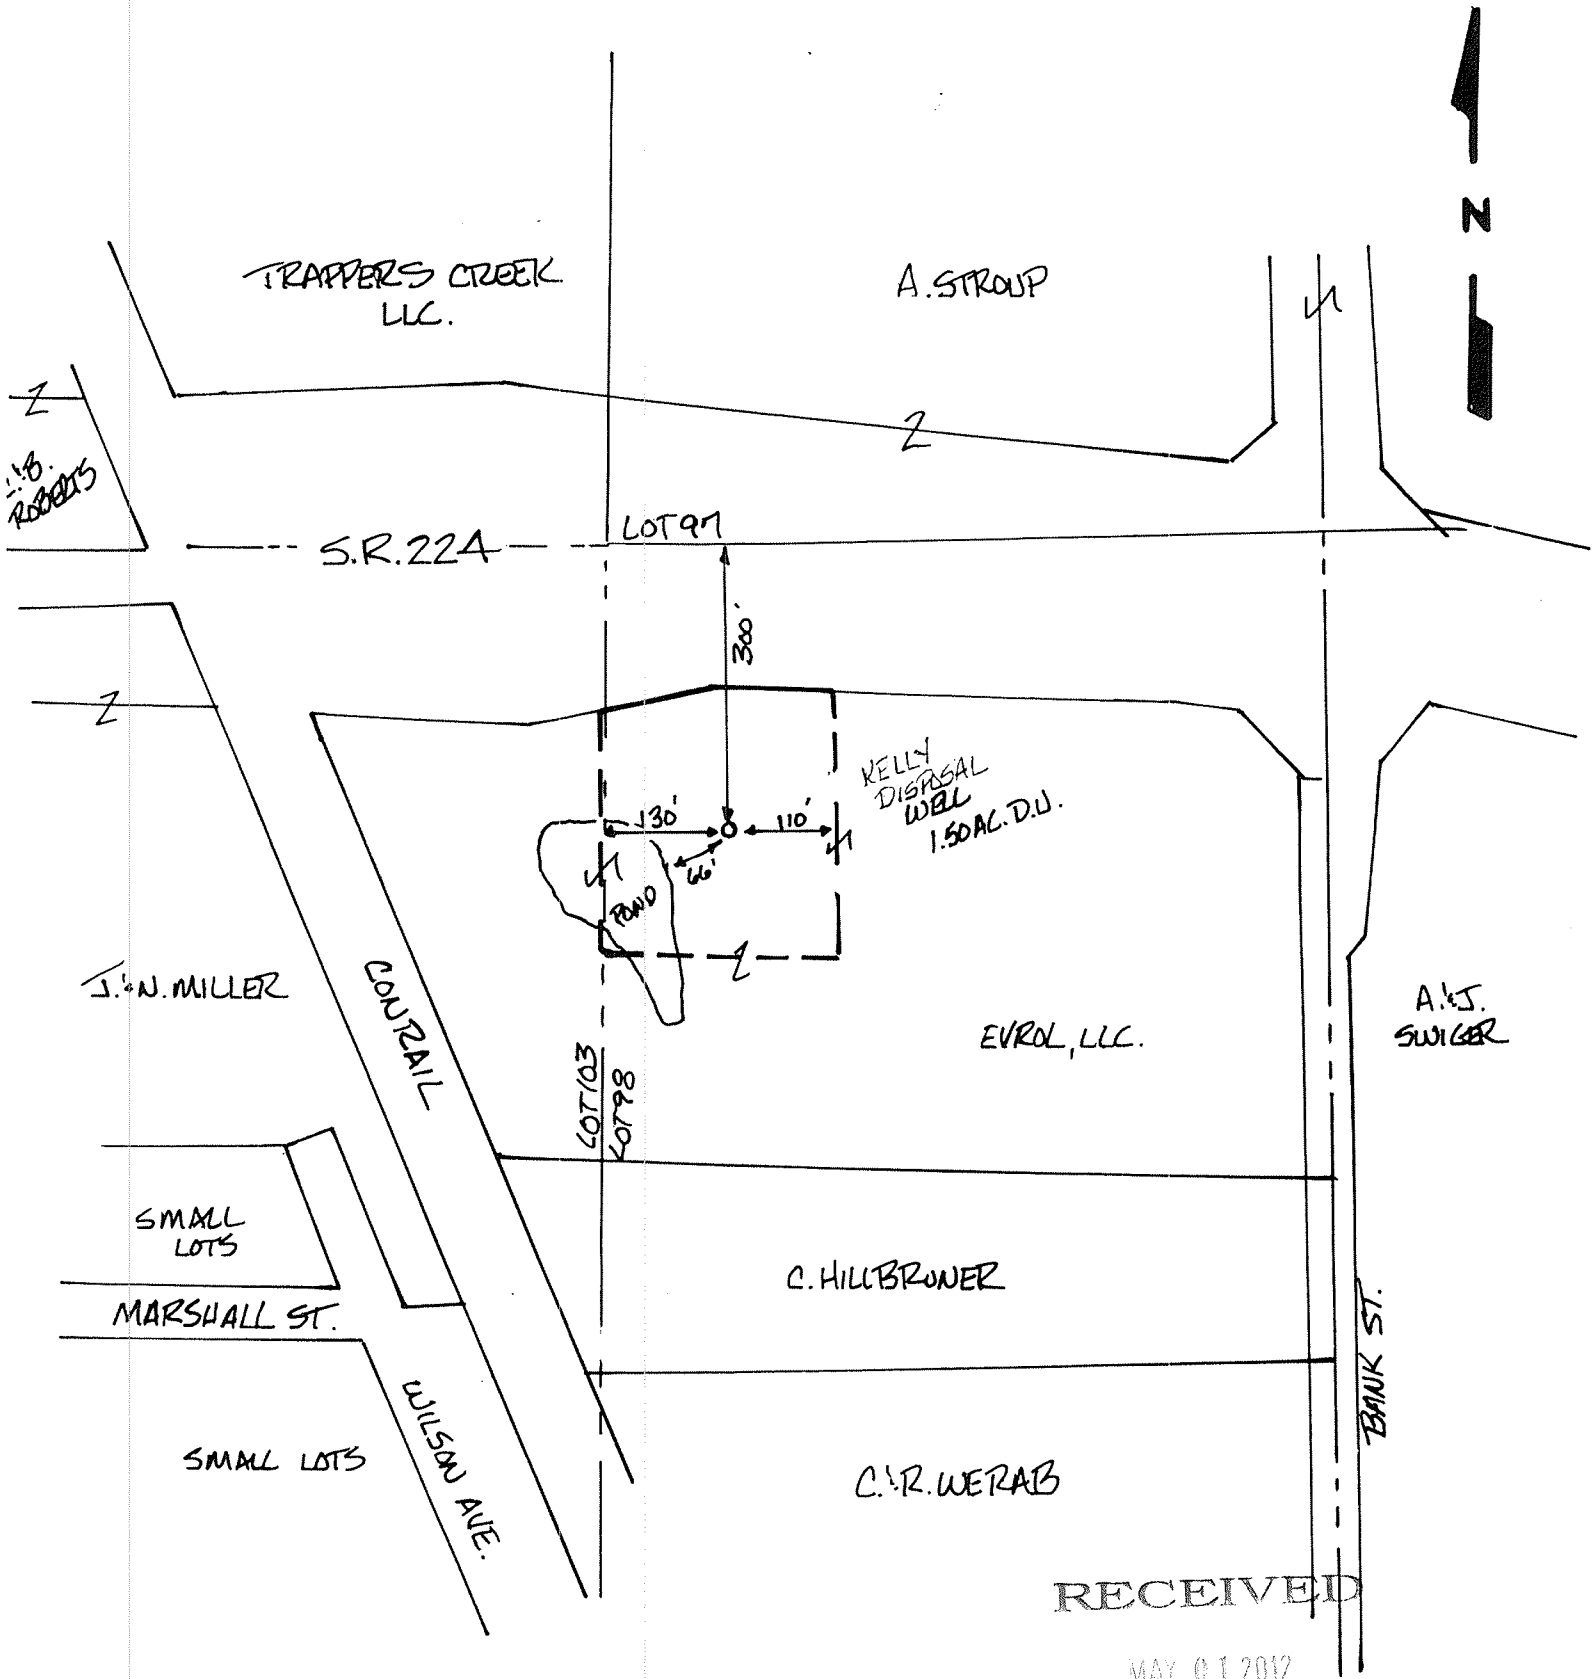 N
TRAPPERS CREEK
LLC.
A. STROUP
ROBERTS
LOT 97
S.R. 224
300'
KELLY
DISPOSAL
WELL
1.50 AC. D.U.
130'
110'
66'
POND
J. & N. MILLER
CONRAIL
EVROL, LLC.
A. & J.
SWIGER
LOT 103
LOT 98
SMALL
LOTS
C. HILLBRUNER
MARSHALL ST.
BANK ST.
WILSON AVE.
SMALL LOTS
C. & R. WERAB
RECEIVED
MAY 01 2012